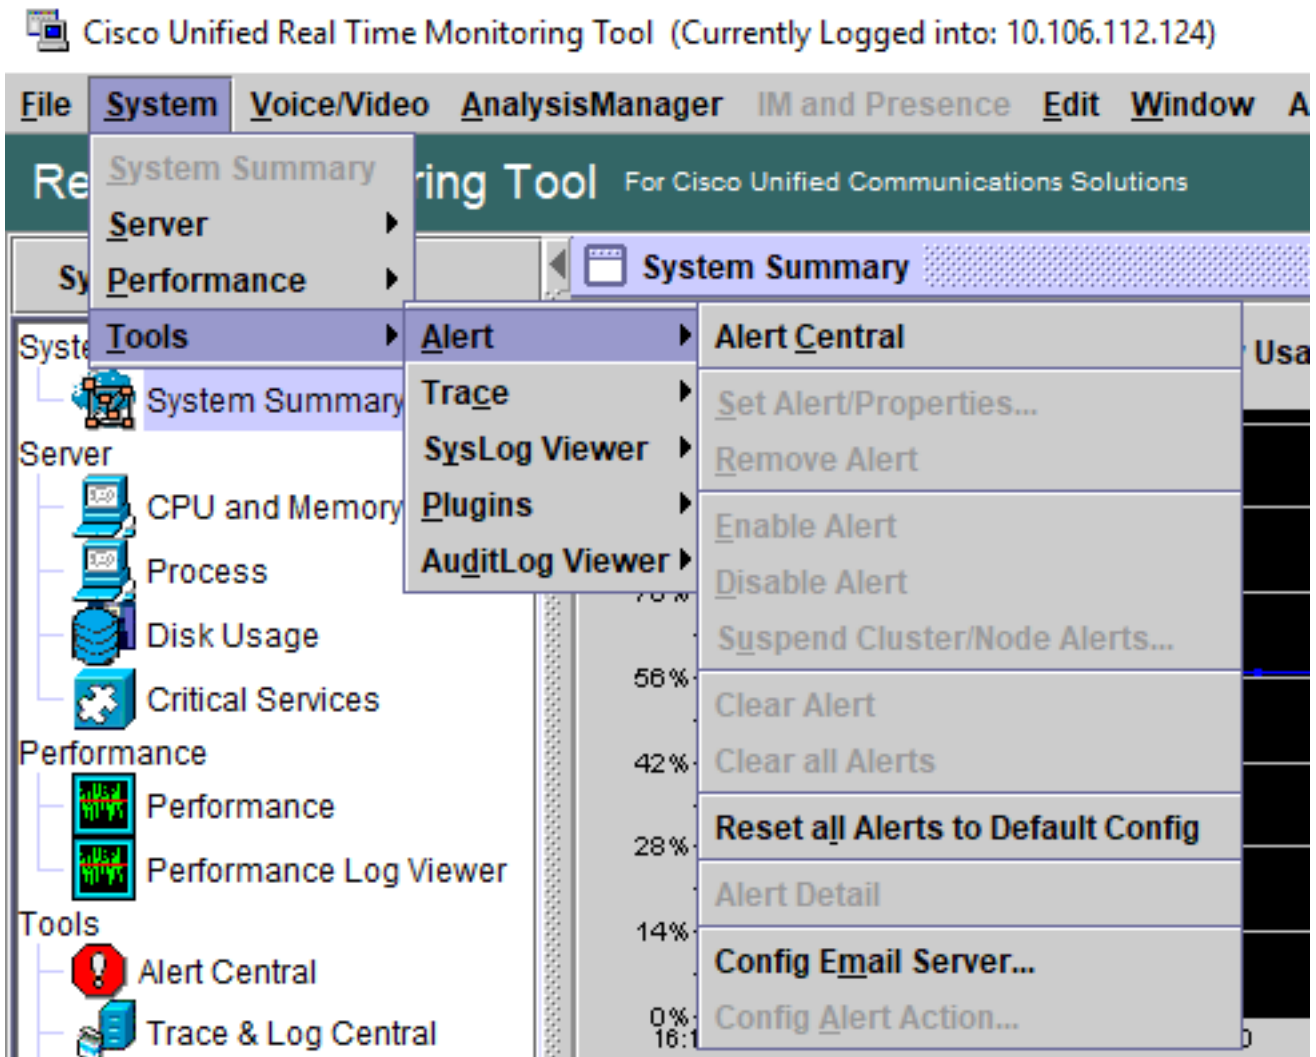 Cisco Unified Real Time Monitoring Tool (Currently Logged into: 10.106.112.124)
File System Voice/Video AnalysisManager IM and Presence Edit Window
ring Tool For Cisco Unified Communications Solutions
System Summary
Server
Performance
Tools
System Summary
Alert
Trace
SysLog Viewer
Plugins
AuditLog Viewer
Alert Central
Set Alert/Properties...
Remove Alert
Enable Alert
Disable Alert
Suspend Cluster/Node Alerts...
Clear Alert
Clear all Alerts
Reset all Alerts to Default Config
Alert Detail
Config Email Server...
Config Alert Action...
System Summary
Server
CPU and Memory
Process
Disk Usage
Critical Services
Performance
Performance
Performance Log Viewer
Tools
Alert Central
Trace & Log Central
56%
42%
28%
14%
0%